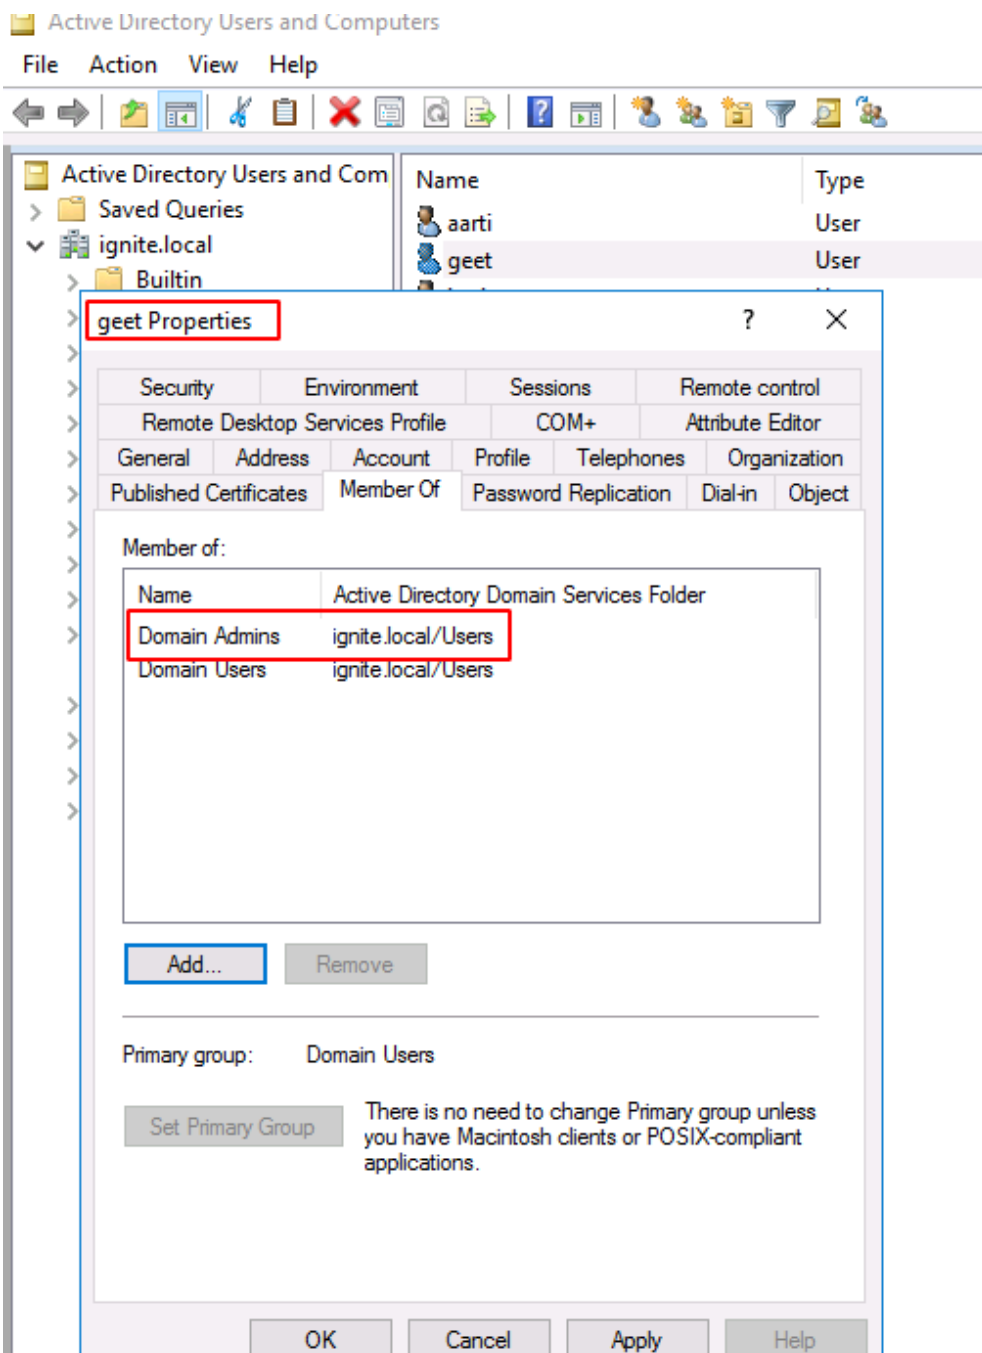 Active Directory Users and Computers
File Action View Help
Active Directory Users and Com
Name Type
Saved Queries
aarti User
ignite.local
geet User
Builtin
geet Properties ? ×
Security Environment Sessions Remote control
Remote Desktop Services Profile COM+ Attribute Editor
General Address Account Profile Telephones Organization
Published Certificates Member Of Password Replication Dial-in Object
Member of:
Name Active Directory Domain Services Folder
Domain Admins ignite.local/Users
Domain Users ignite.local/Users
Add... Remove
Primary group: Domain Users
Set Primary Group
There is no need to change Primary group unless
you have Macintosh clients or POSIX-compliant
applications.
OK Cancel Apply Help